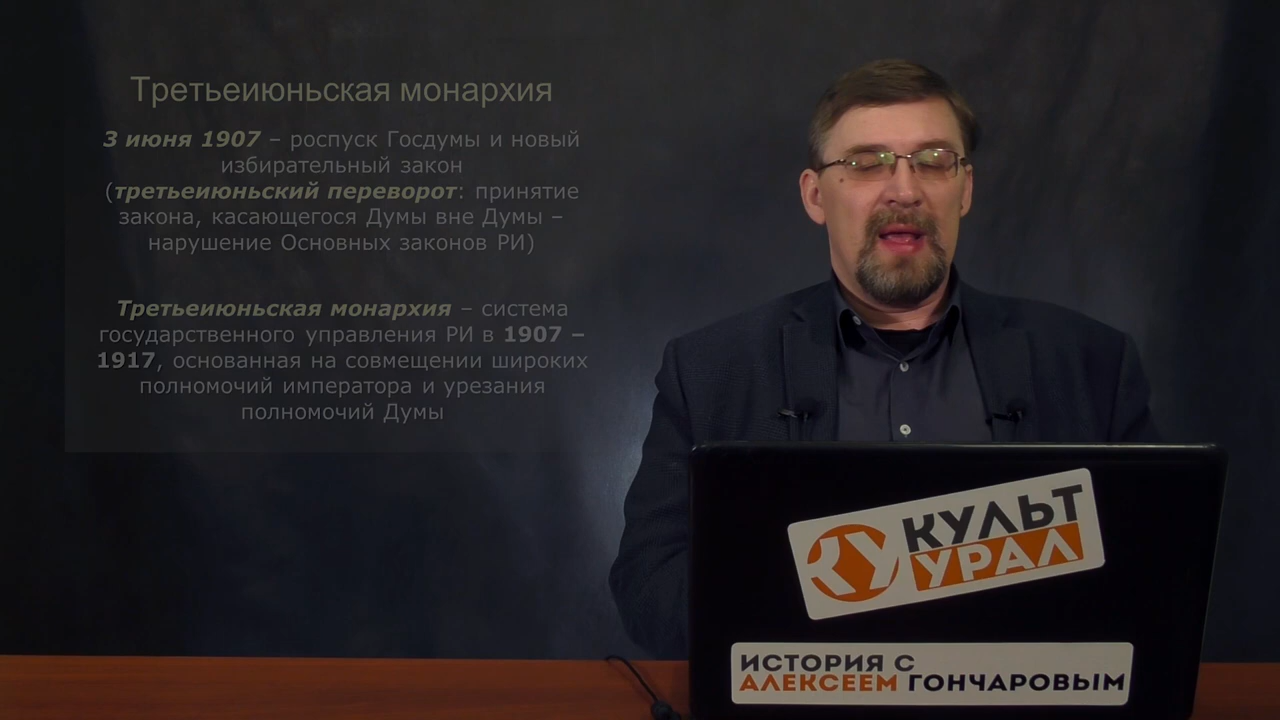 Третьеиюньская монархия
3 июня 1907 – роспуск Госдумы и новый
избирательный закон
(третьеиюньский переворот: принятие
закона, касающегося Думы вне Думы –
нарушение Основных законов РИ)
Третьеиюньская монархия – система
государственного управления РИ в 1907 –
1917, основанная на совмещении широких
полномочий императора и урезания
полномочий Думы
КУ
КУЛЬТ
УРАЛ
ИСТОРИЯ С
АЛЕКСЕЕМ ГОНЧАРОВЫМ